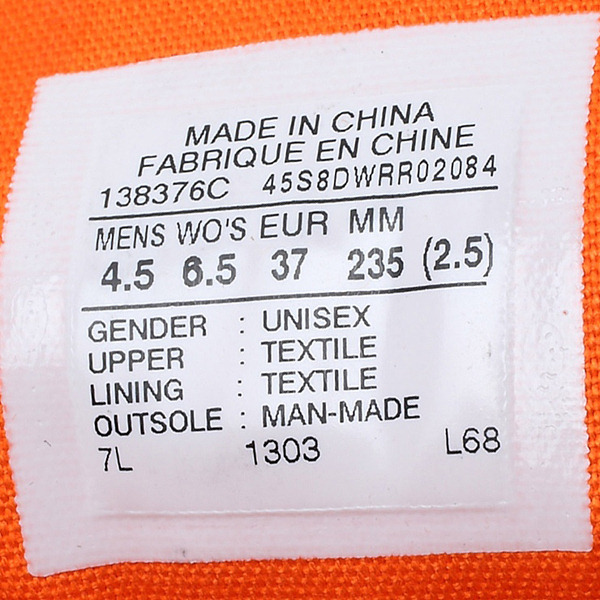 MADE IN CHINA
FABRIQUE EN CHINE
138376C 45S8DWRR02084
MENS WO'S EUR MM
4.5 6.5 37 235 (2.5)
GENDER : UNISEX
UPPER : TEXTILE
LINING : TEXTILE
OUTSOLE : MAN-MADE
7L 1303 L68